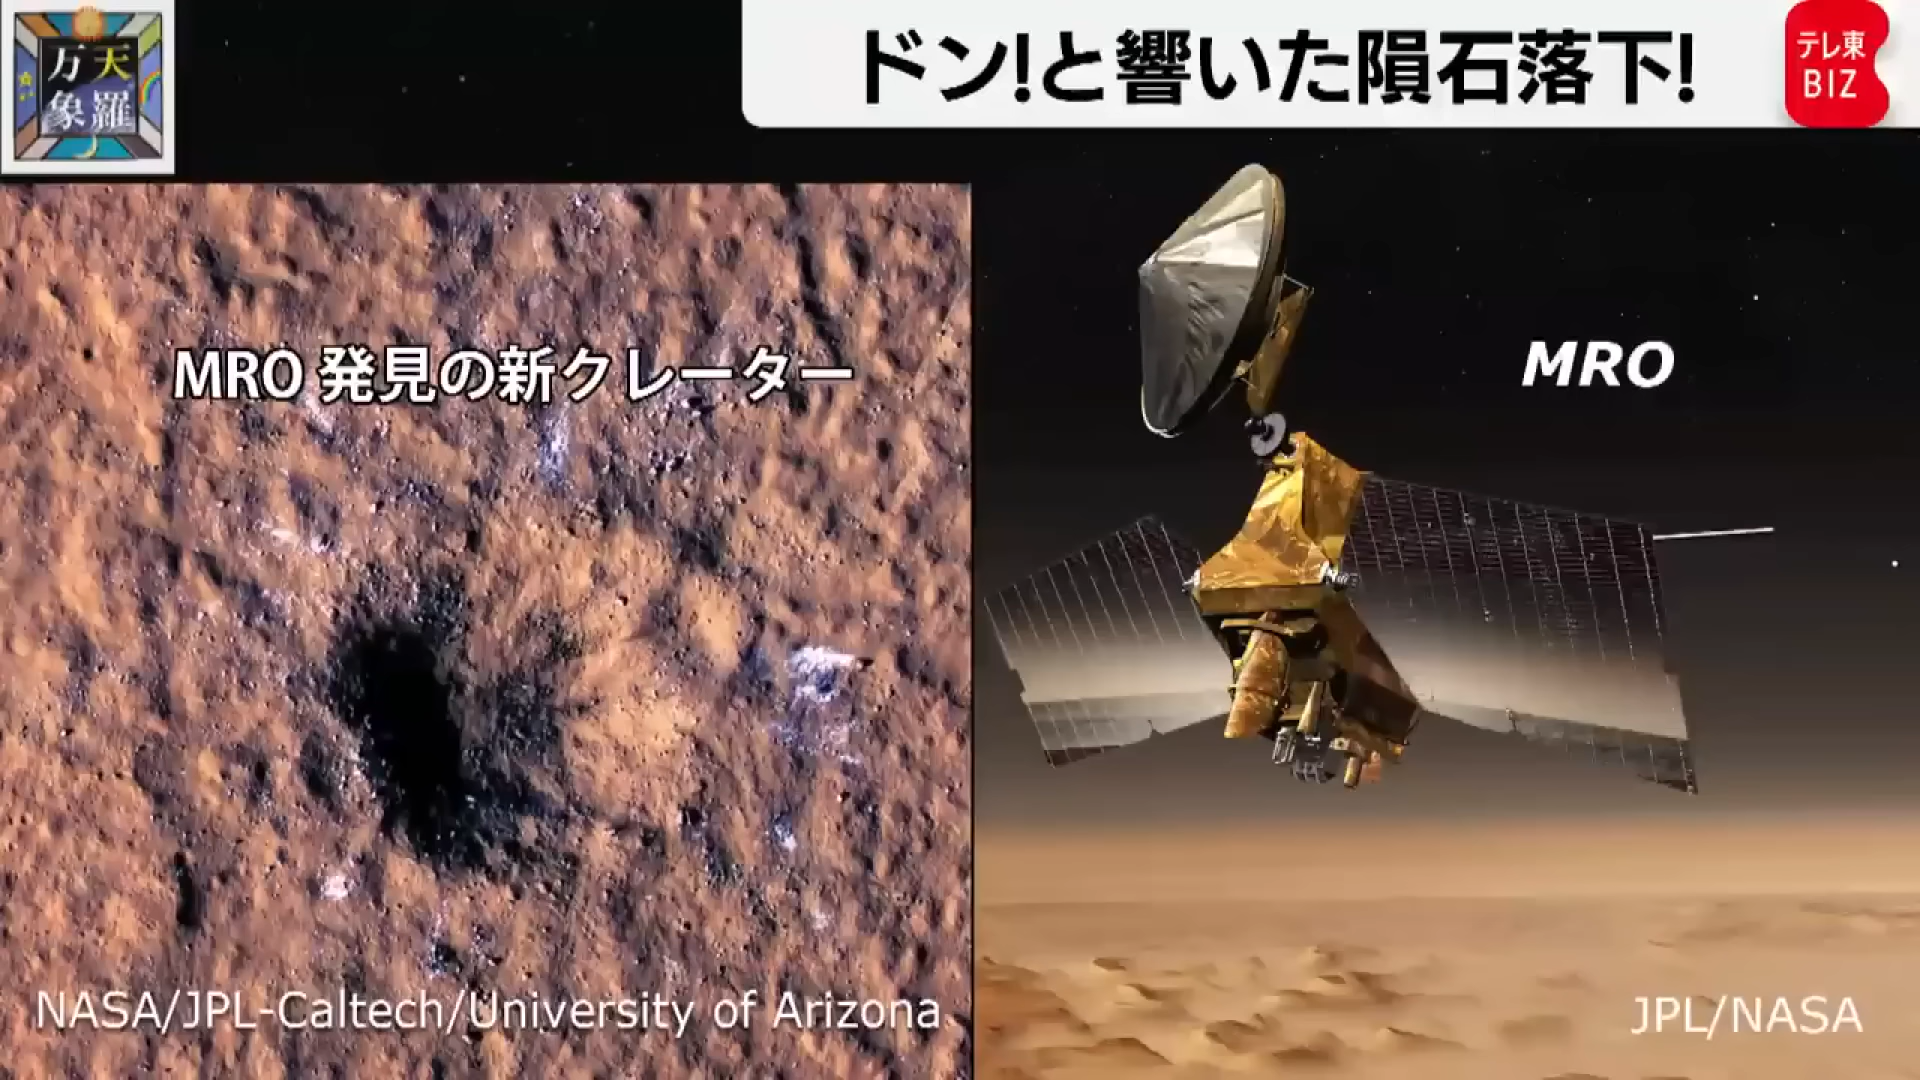 天羅
万象
ドン!と響いた隕石落下!
テレ東
BIZ
MRO 発見の新クレーター
MRO
NASA/JPL-Caltech/University of Arizona
JPL/NASA